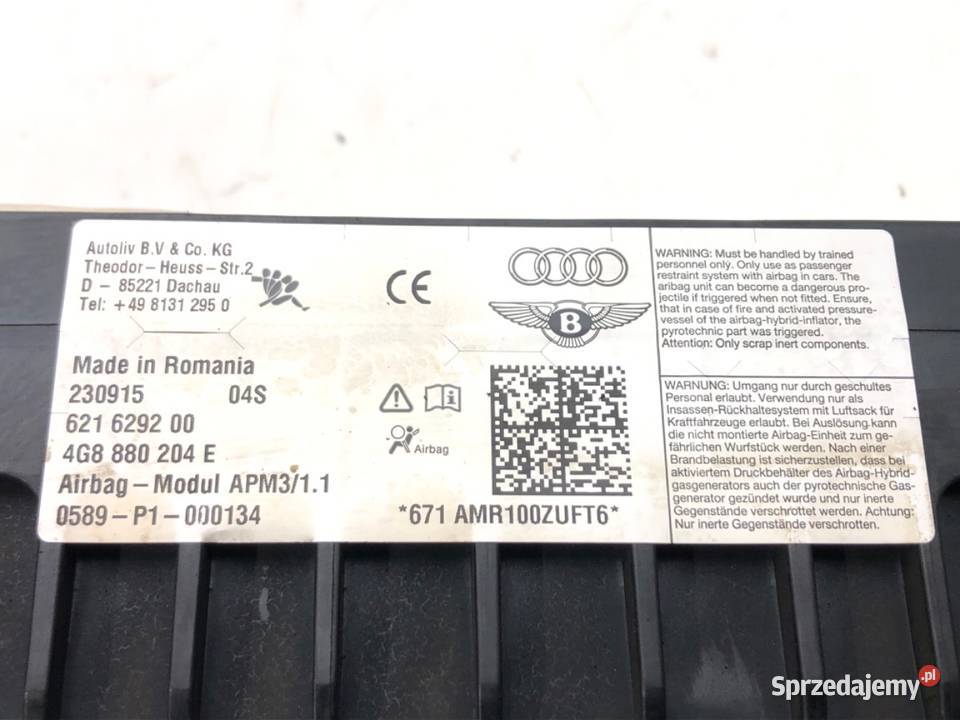 Autoliv B.V & Co. KG
Theodor-Heuss-Str.2
D - 85221 Dachau
Tel: +49 8131 295 0
CE
B
Made in Romania
230915 04S
621 6292 00
4G8 880 204 E
Airbag-Modul APM3/1.1
0589-P1-000134
Airbag
*671 AMR100ZUFT6*
WARNING: Must be handled by trained
personnel only. Only use as passenger
restraint system with airbag in cars. The
aribag unit can become a dangerous pro-
jectile if triggered when not fitted. Ensure,
that in case of fire and activated pressure-
vessel of the airbag-hybrid-inflator, the
pyrotechnic part was triggered.
Attention: Only scrap inert components.
WARNUNG: Umgang nur durch geschultes
Personal erlaubt. Verwendung nur als
Insassen-Rückhaltesystem mit Luftsack für
Kraftfahrzeuge erlaubt. Bei Auslösung kann
die nicht montierte Airbag-Einheit zum ge-
fährlichen Wurfstück werden. Nach einer
Brandbelastung ist sicherzustellen, dass bei
aktiviertem Druckbehälter des Airbag-Hybrid-
gasgenerators auch der pyrotechnische Gas-
generator gezündet wurde und nur inerte
Gegenstände verschrottet werden. Achtung:
Nur inerte Gegenstände verschrotten.
Sprzedajemy.pl